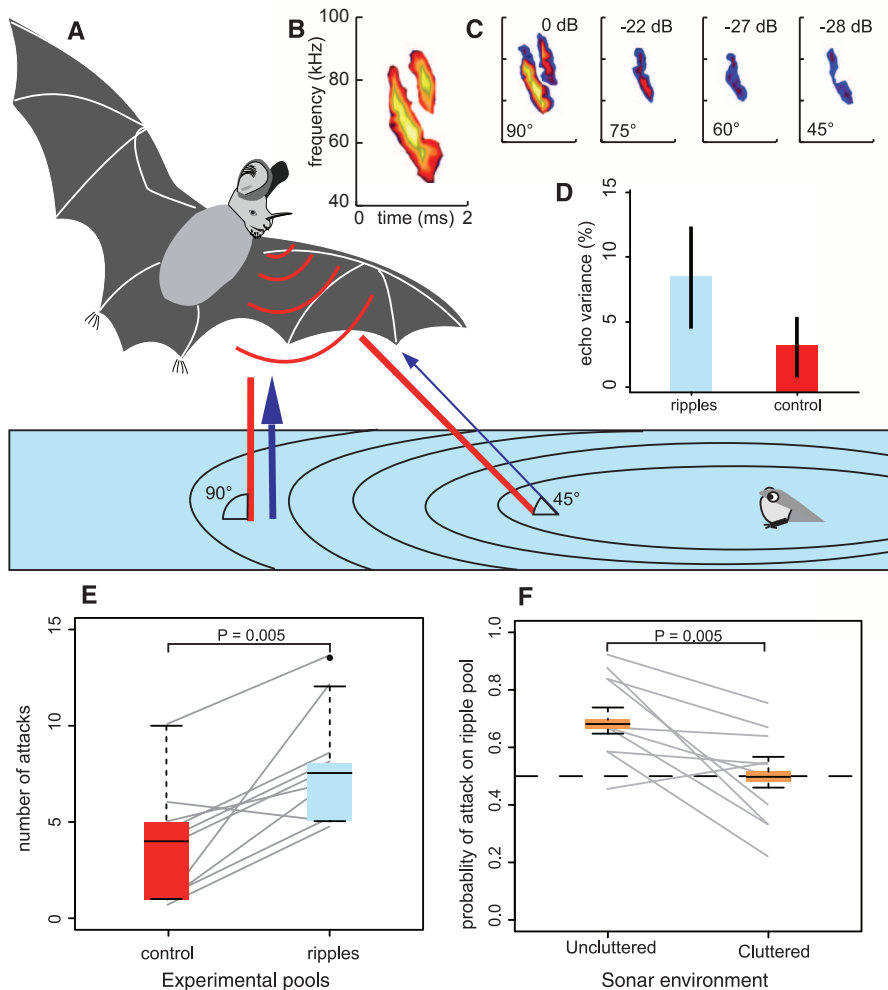 A
B
frequency (kHz)
100
80
60
40
0
time (ms)
2
C
0 dB
90°
-22 dB
75°
-27 dB
60°
-28 dB
45°
D
echo variance (%)
15
10
5
0
ripples
control
90°
45°
E
number of attacks
15
10
5
0
P = 0.005
control
ripples
Experimental pools
F
probablity of attack on ripple pool
1.0
0.8
0.6
0.4
0.2
0.0
P = 0.005
Uncluttered
Cluttered
Sonar environment